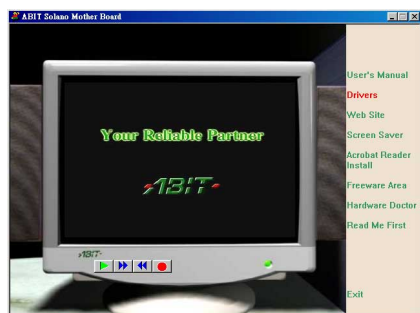 ABIT Solano Mother Board
Your Reliable Partner
ABIT
ABIT
User's Manual
Drivers
Web Site
Screen Saver
Acrobat Reader
Install
Freeware Area
Hardware Doctor
Read Me First
Exit